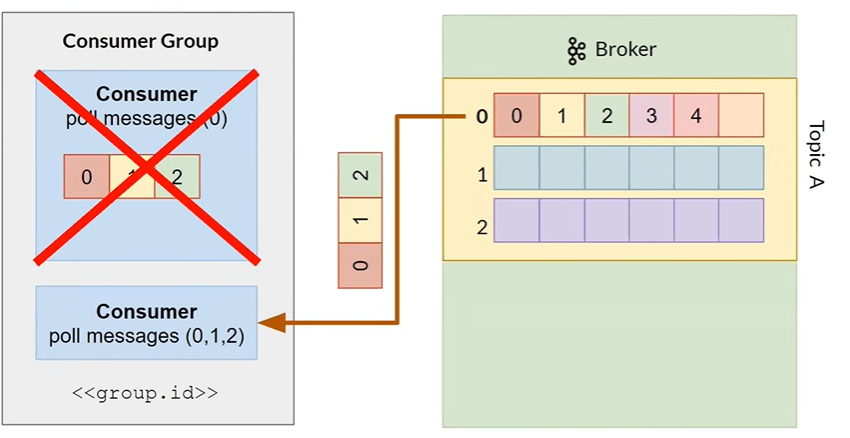 Consumer Group
Consumer
poll messages (0)
0 1 2
Consumer
poll messages (0,1,2)
<<group.id>>
2
1
0
Broker
0 0 1 2 3 4
1
2
Topic A